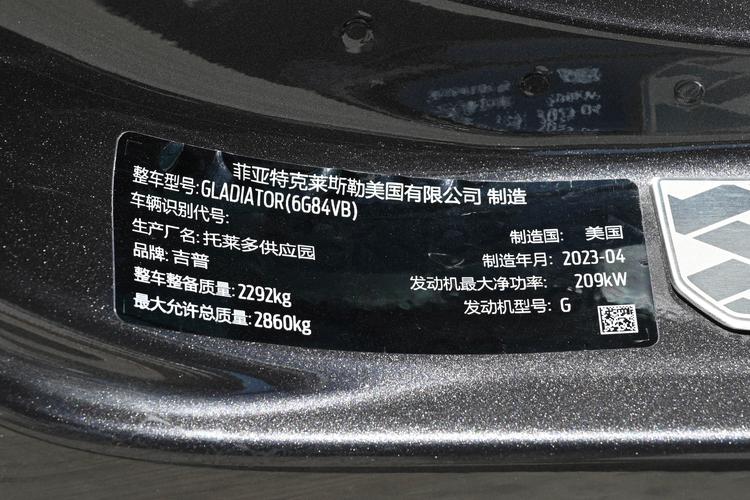 菲亚特克莱斯勒美国有限公司 制造
整车型号:GLADIATOR(6G84VB)
车辆识别代号:
生产厂名: 托莱多供应园
制造国: 美国
品牌: 吉普
制造年月: 2023-04
整车整备质量: 2292kg
发动机最大净功率: 209kW
最大允许总质量: 2860kg
发动机型号: G